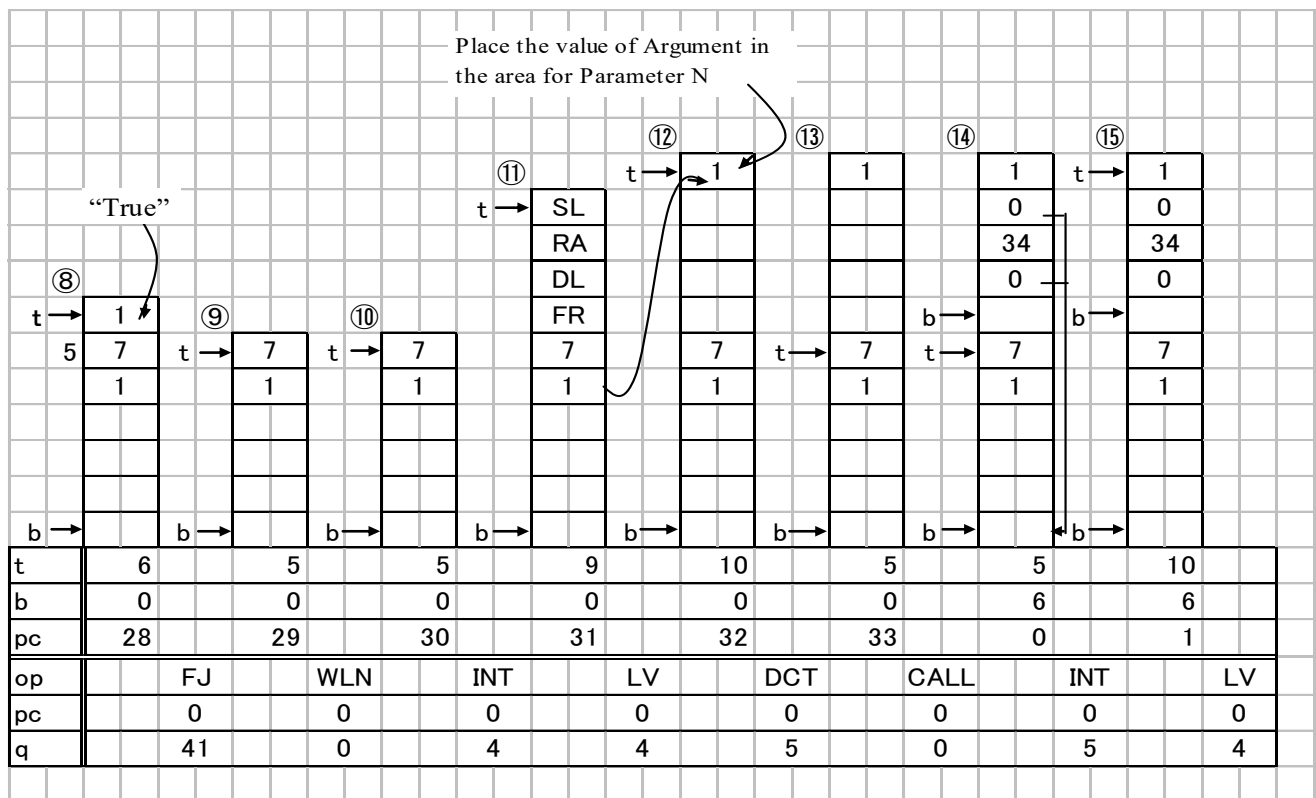 Place the value of Argument in
the area for Parameter N
⑫ ⑬ ⑭ ⑮
t 1 1 1 t 1
⑪
"True" t SL 0 0
RA 34 34
⑧ DL 0 0
t 1 ⑨ ⑩ FR b b
5 7 t 7 t 7 7 7 t 7 t 7 7
1 1 1 1 1 1 1 1
b b b b b b b b
t 6 5 5 9 10 5 5 10
b 0 0 0 0 0 0 6 6
pc 28 29 30 31 32 33 0 1
op FJ WLN INT LV DCT CALL INT LV
pc 0 0 0 0 0 0 0 0
q 41 0 4 4 5 0 5 4